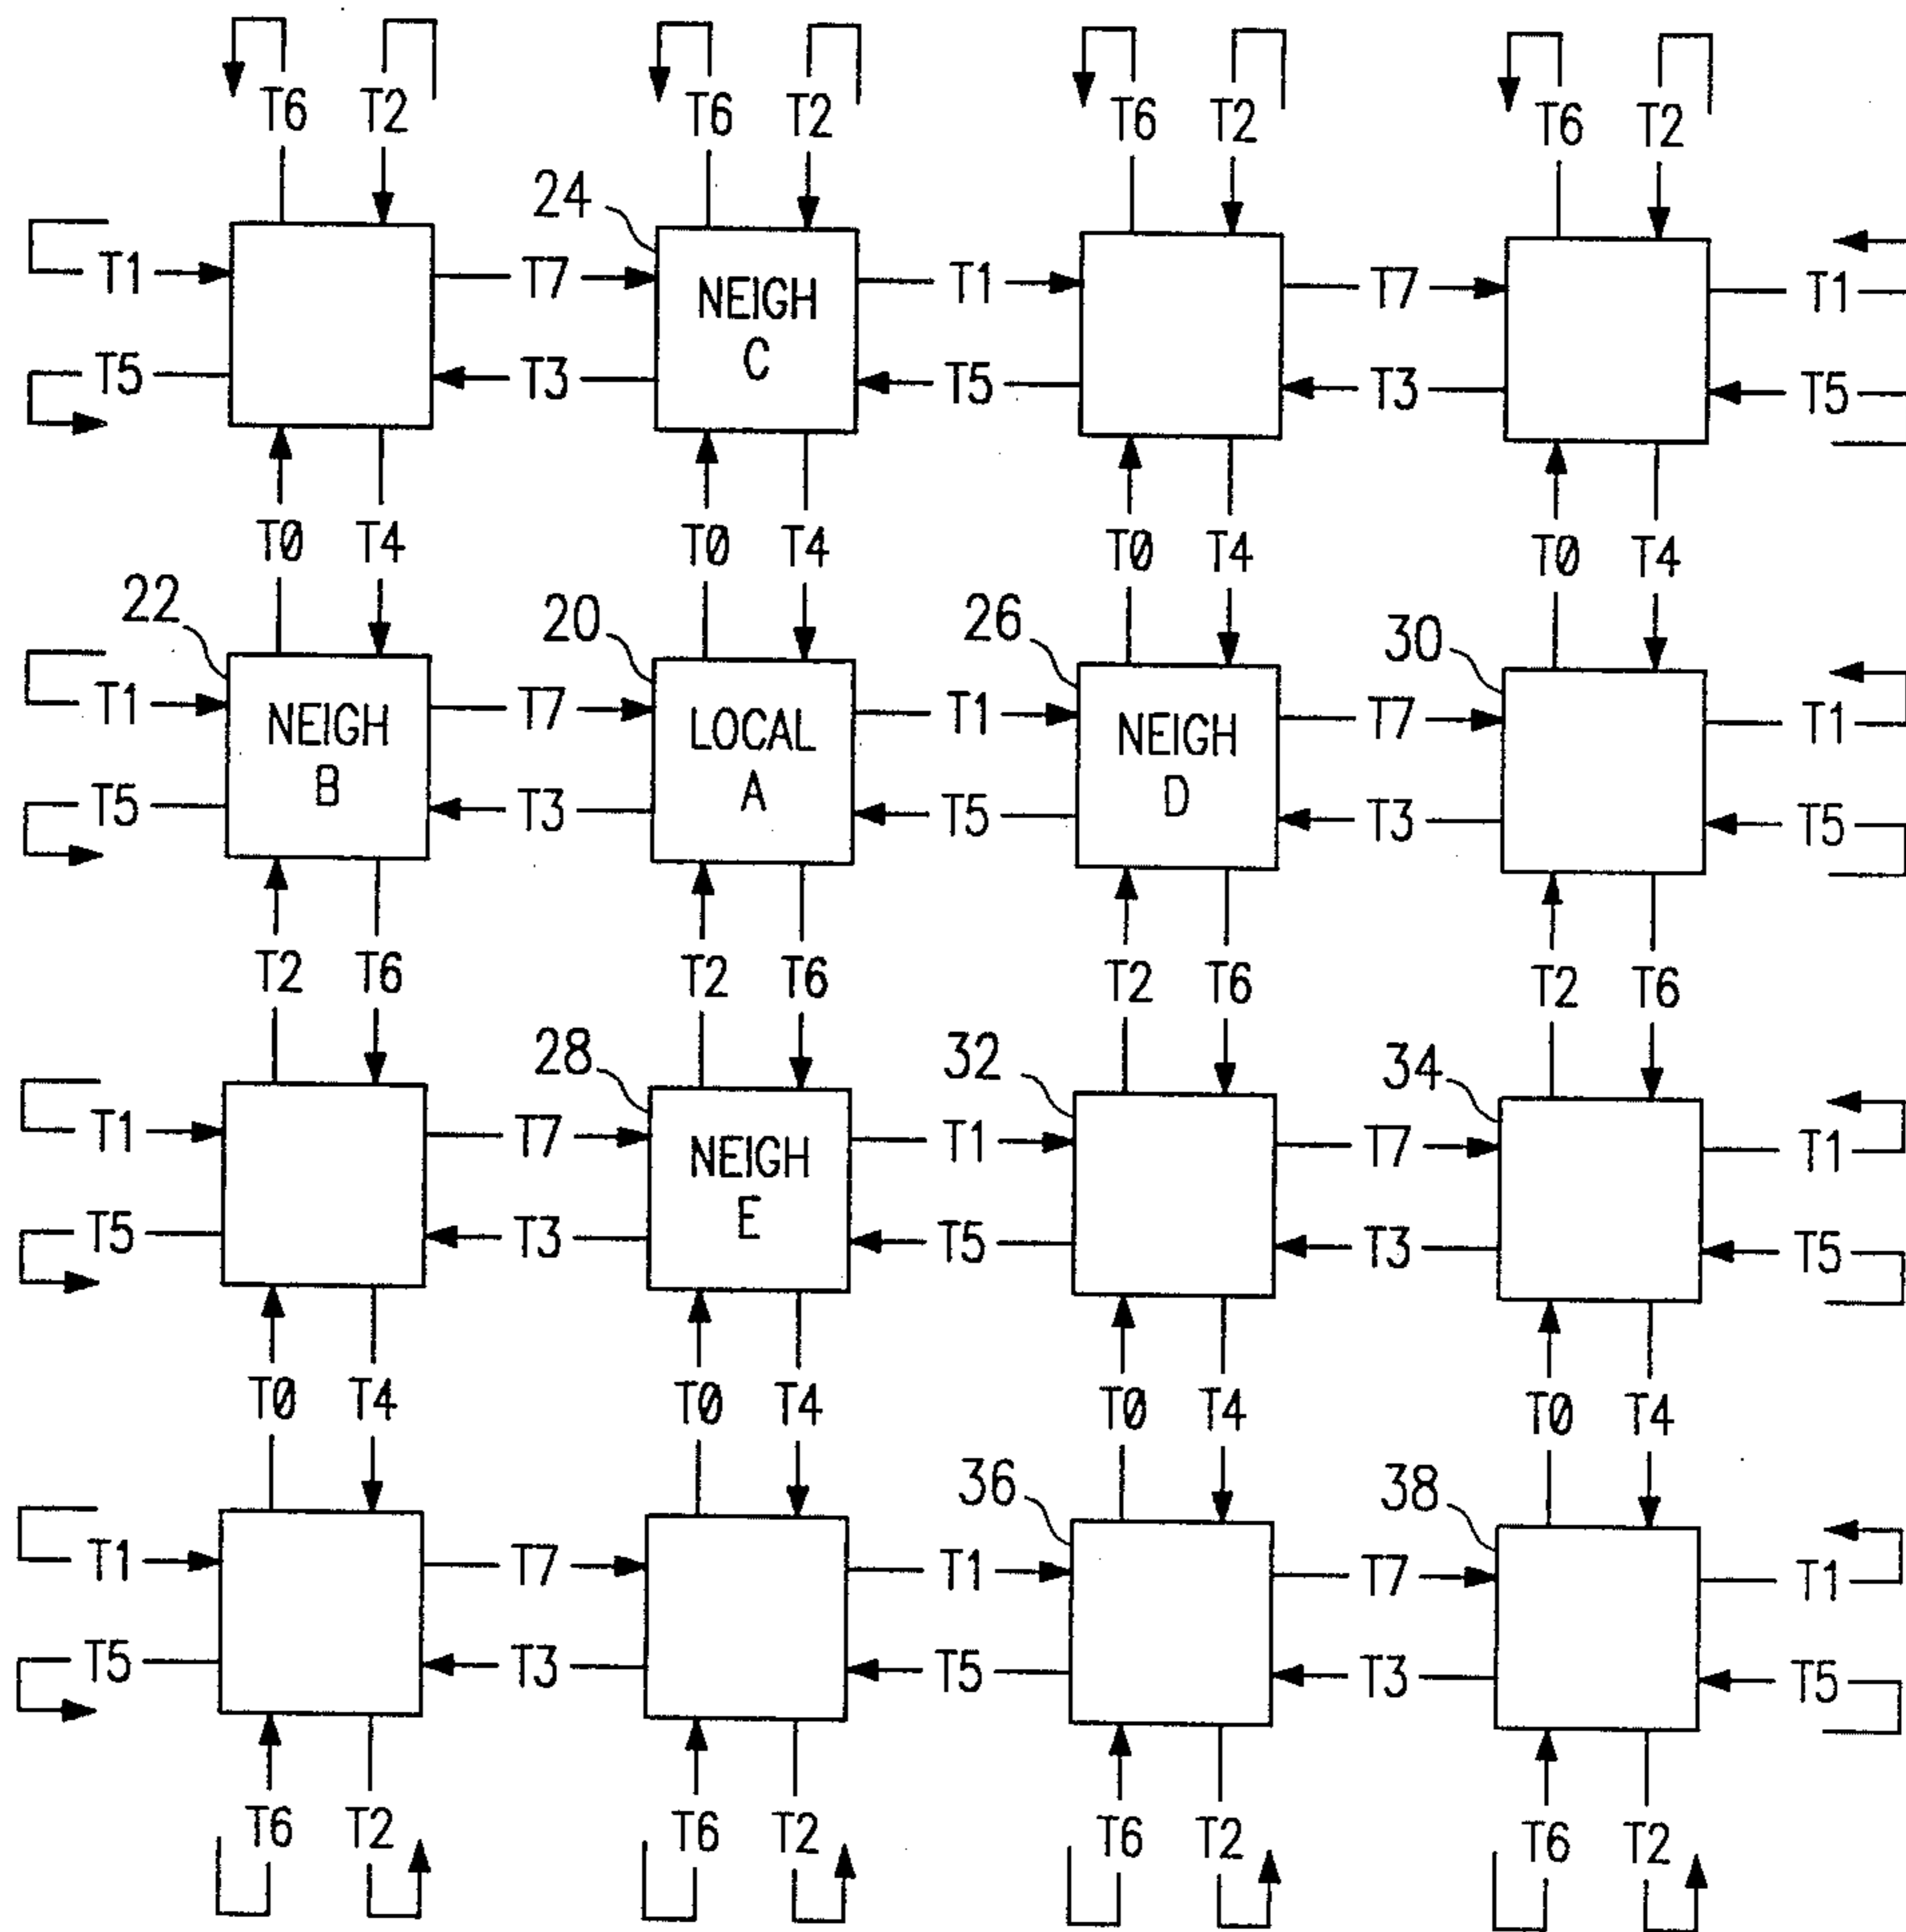 T6 T2 T6 T2 T6 T2 T6 T2
24
T1 T7 T1 T7 T1
NEIGH
C
T5 T3 T5 T3 T5
T0 T4 T0 T4 T0 T4 T0 T4
22 20 26 30
T1 T7 T1 T7 T1
NEIGH LOCAL NEIGH
B A D
T5 T3 T5 T3 T5
T2 T6 T2 T6 T2 T6 T2 T6
28 32 34
T1 T7 T1 T7 T1
NEIGH
E
T5 T3 T5 T3 T5
T0 T4 T0 T4 T0 T4 T0 T4
36 38
T1 T7 T1 T7 T1
T5 T3 T5 T3 T5
T6 T2 T6 T2 T6 T2 T6 T2